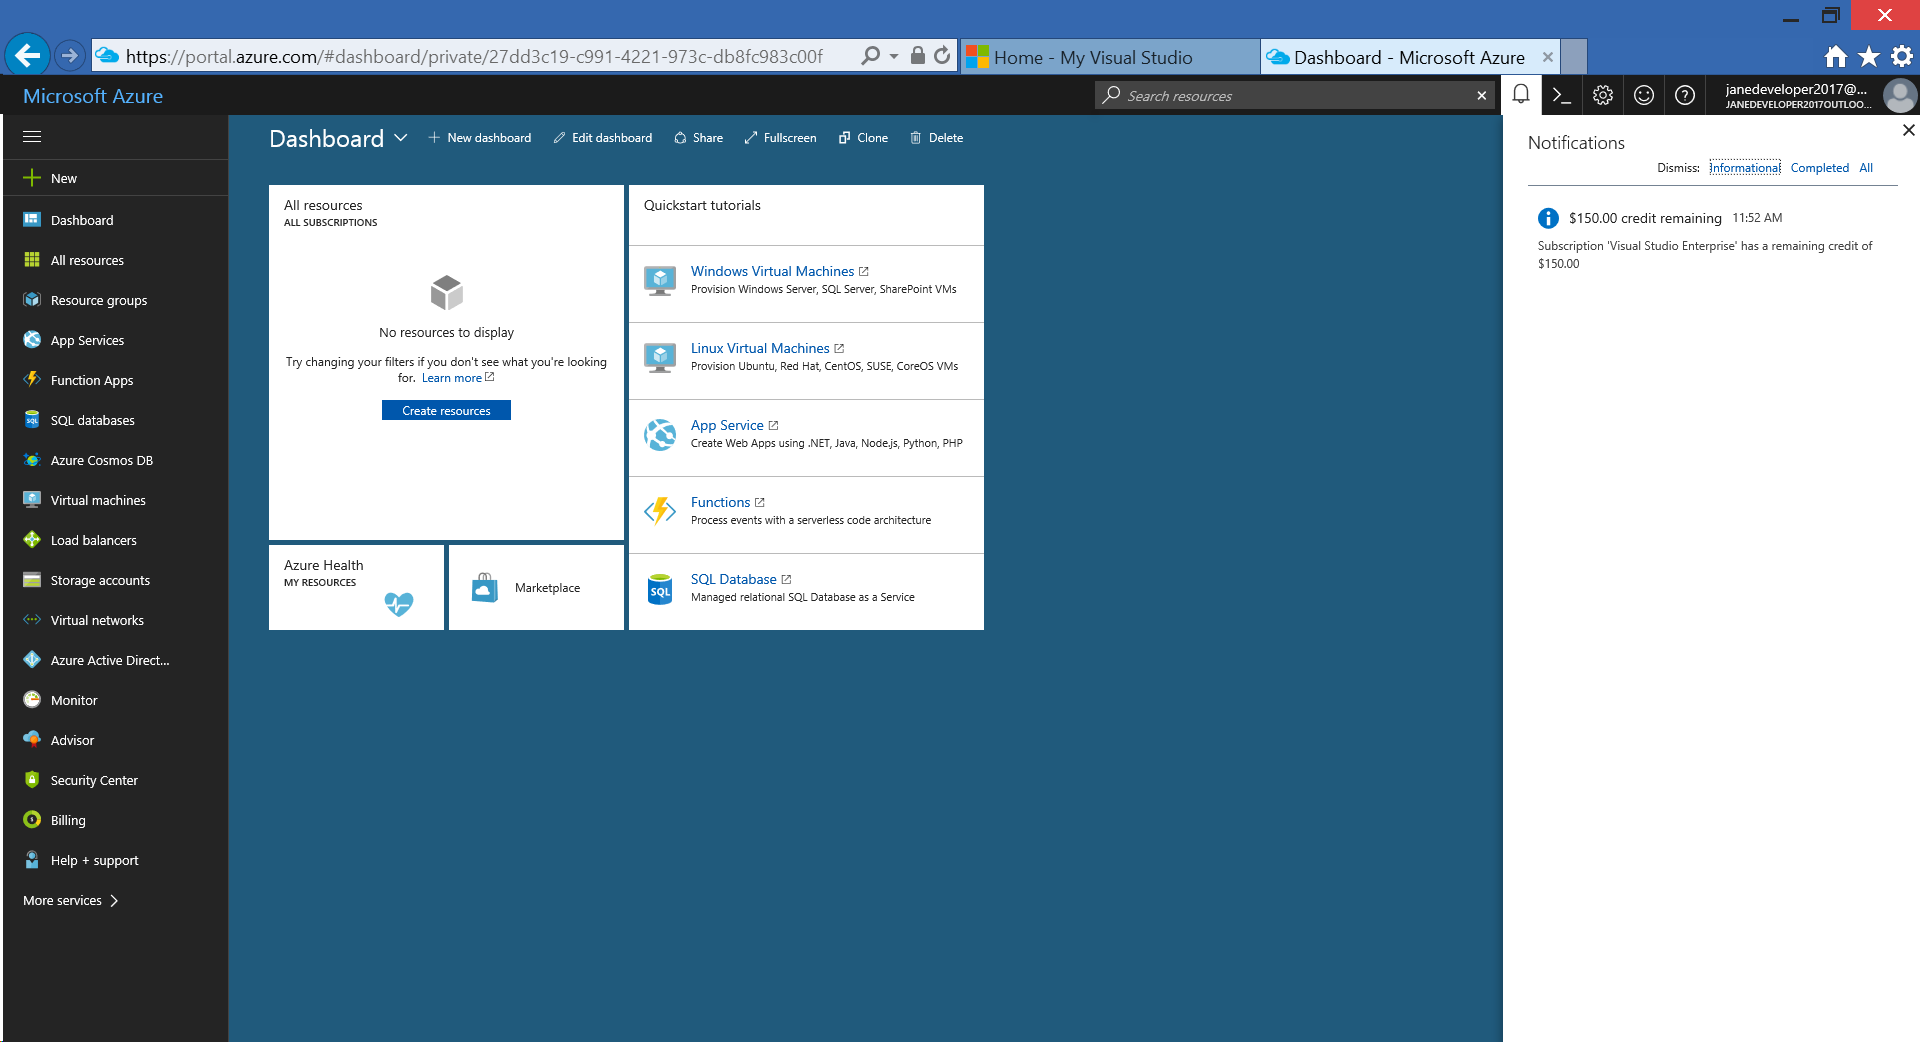 https://portal.azure.com/#dashboard/private/27dd3c19-c991-4221-973c-db8fc983c00f
Home - My Visual Studio
Dashboard - Microsoft Azure
Microsoft Azure
Search resources
janedeveloper2017@...
JANEDEVELOPER2017OUTLOO...
New
Dashboard
All resources
Resource groups
App Services
Function Apps
SQL databases
Azure Cosmos DB
Virtual machines
Load balancers
Storage accounts
Virtual networks
Azure Active Direct...
Monitor
Advisor
Security Center
Billing
Help + support
More services
Dashboard
New dashboard
Edit dashboard
Share
Fullscreen
Clone
Delete
All resources
ALL SUBSCRIPTIONS
No resources to display
Try changing your filters if you don't see what you're looking
for. Learn more
Create resources
Azure Health
MY RESOURCES
Marketplace
Quickstart tutorials
Windows Virtual Machines
Provision Windows Server, SQL Server, SharePoint VMs
Linux Virtual Machines
Provision Ubuntu, Red Hat, CentOS, SUSE, CoreOS VMs
App Service
Create Web Apps using .NET, Java, Node.js, Python, PHP
Functions
Process events with a serverless code architecture
SQL
SQL Database
Managed relational SQL Database as a Service
Notifications
Dismiss: Informational Completed All
$150.00 credit remaining 11:52 AM
Subscription 'Visual Studio Enterprise' has a remaining credit of
$150.00